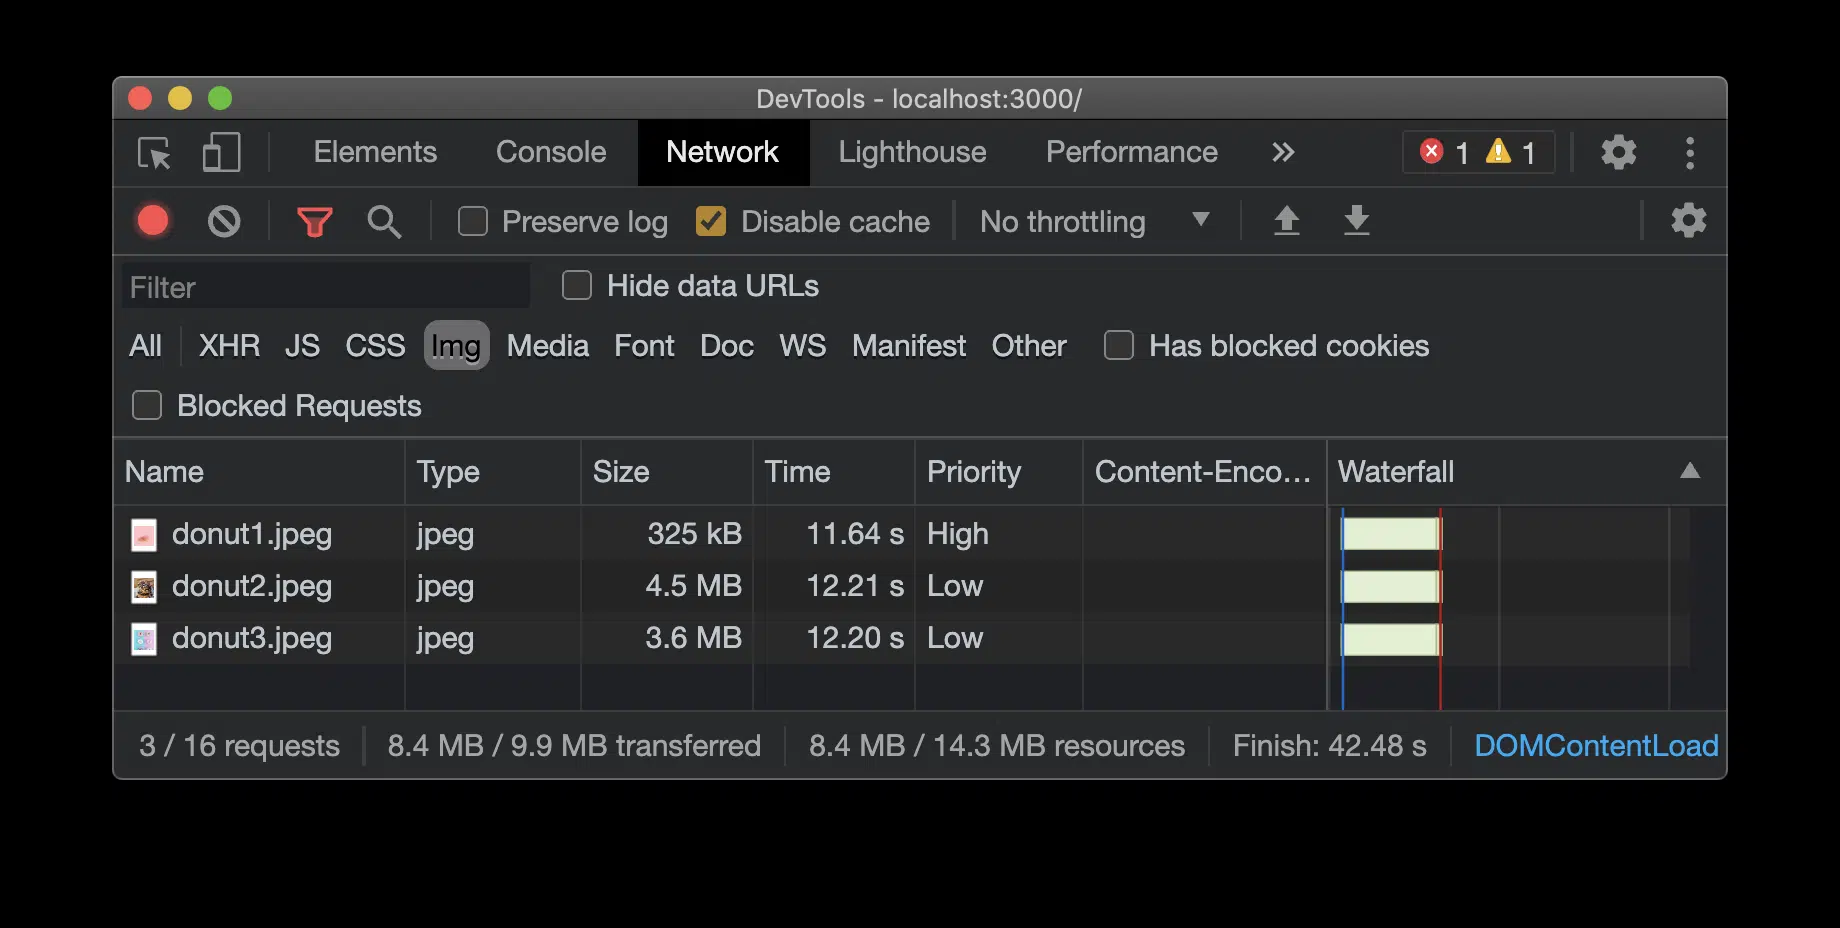 DevTools - localhost:3000/
Elements Console Network Lighthouse Performance 1 1
Preserve log Disable cache No throttling
Filter Hide data URLs
All XHR JS CSS Img Media Font Doc WS Manifest Other Has blocked cookies
Blocked Requests
Name Type Size Time Priority Content-Enco... Waterfall
donut1.jpeg jpeg 325 kB 11.64 s High
donut2.jpeg jpeg 4.5 MB 12.21 s Low
donut3.jpeg jpeg 3.6 MB 12.20 s Low
3 / 16 requests 8.4 MB / 9.9 MB transferred 8.4 MB / 14.3 MB resources Finish: 42.48 s DOMContentLoad